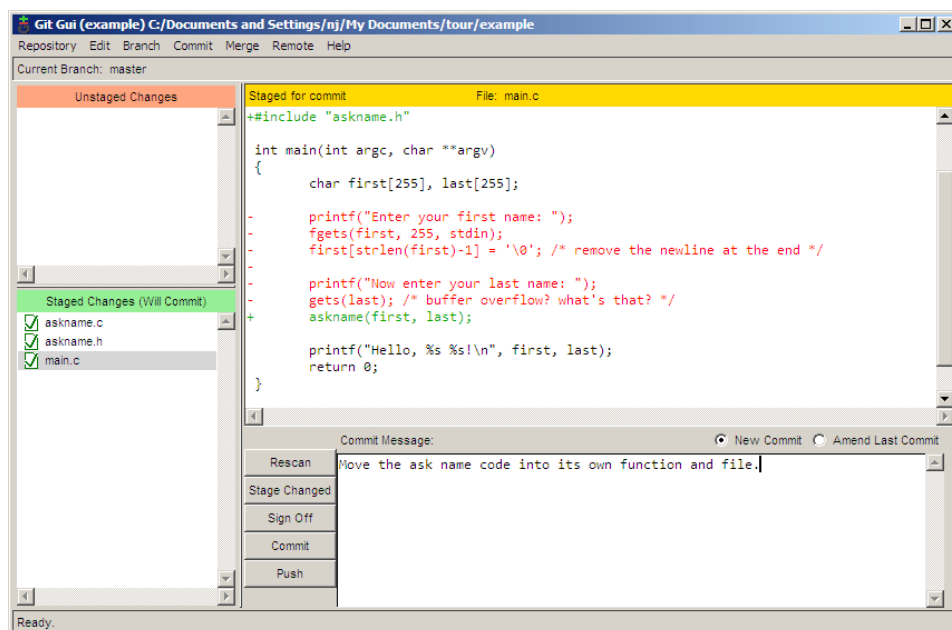 Git Gui (example) C:/Documents and Settings/nj/My Documents/tour/example
Repository Edit Branch Commit Merge Remote Help
Current Branch: master
Unstaged Changes
Staged Changes (Will Commit)
askname.c
askname.h
main.c
Staged for commit File: main.c
+#include "askname.h"
int main(int argc, char **argv)
{
char first[255], last[255];
- printf("Enter your first name: ");
- fgets(first, 255, stdin);
- first[strlen(first)-1] = '\0'; /* remove the newline at the end */
-
- printf("Now enter your last name: ");
- gets(last); /* buffer overflow? what's that? */
+ askname(first, last);
printf("Hello, %s %s!\n", first, last);
return 0;
}
Commit Message: New Commit Amend Last Commit
Rescan
Stage Changed
Sign Off
Commit
Push
Move the ask name code into its own function and file.
Ready.